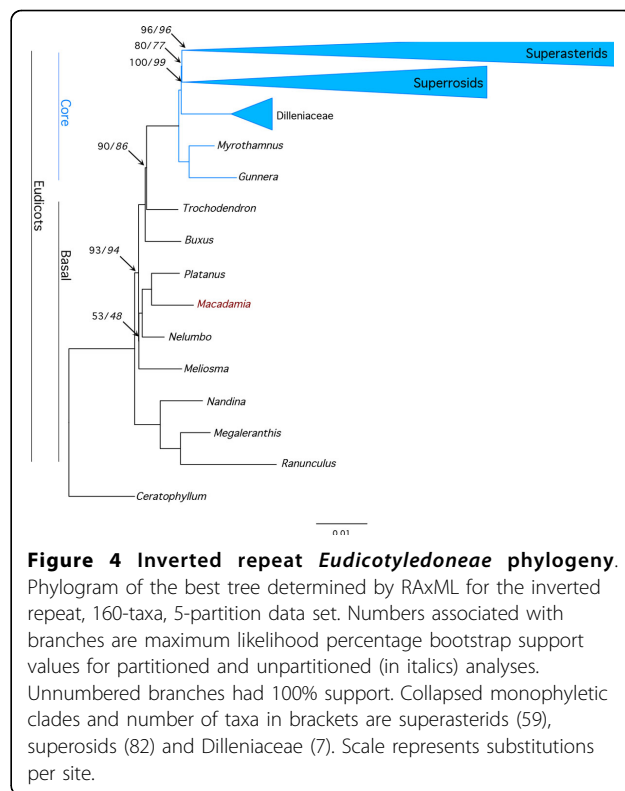 96/96
80/77
100/99
Superasterids
Superrosids
Dilleniaceae
Core
Myrothamnus
90/86
Gunnera
Eudicots
Trochodendron
Basal
Buxus
93/94
Platanus
Macadamia
53/48
Nelumbo
Meliosma
Nandina
Megaleranthis
Ranunculus
Ceratophyllum
0.01
Figure 4 Inverted repeat Eudicotyledoneae phylogeny.
Phylogram of the best tree determined by RAxML for the inverted
repeat, 160-taxa, 5-partition data set. Numbers associated with
branches are maximum likelihood percentage bootstrap support
values for partitioned and unpartitioned (in italics) analyses.
Unnumbered branches had 100% support. Collapsed monophyletic
clades and number of taxa in brackets are superasterids (59),
superosids (82) and Dilleniaceae (7). Scale represents substitutions
per site.